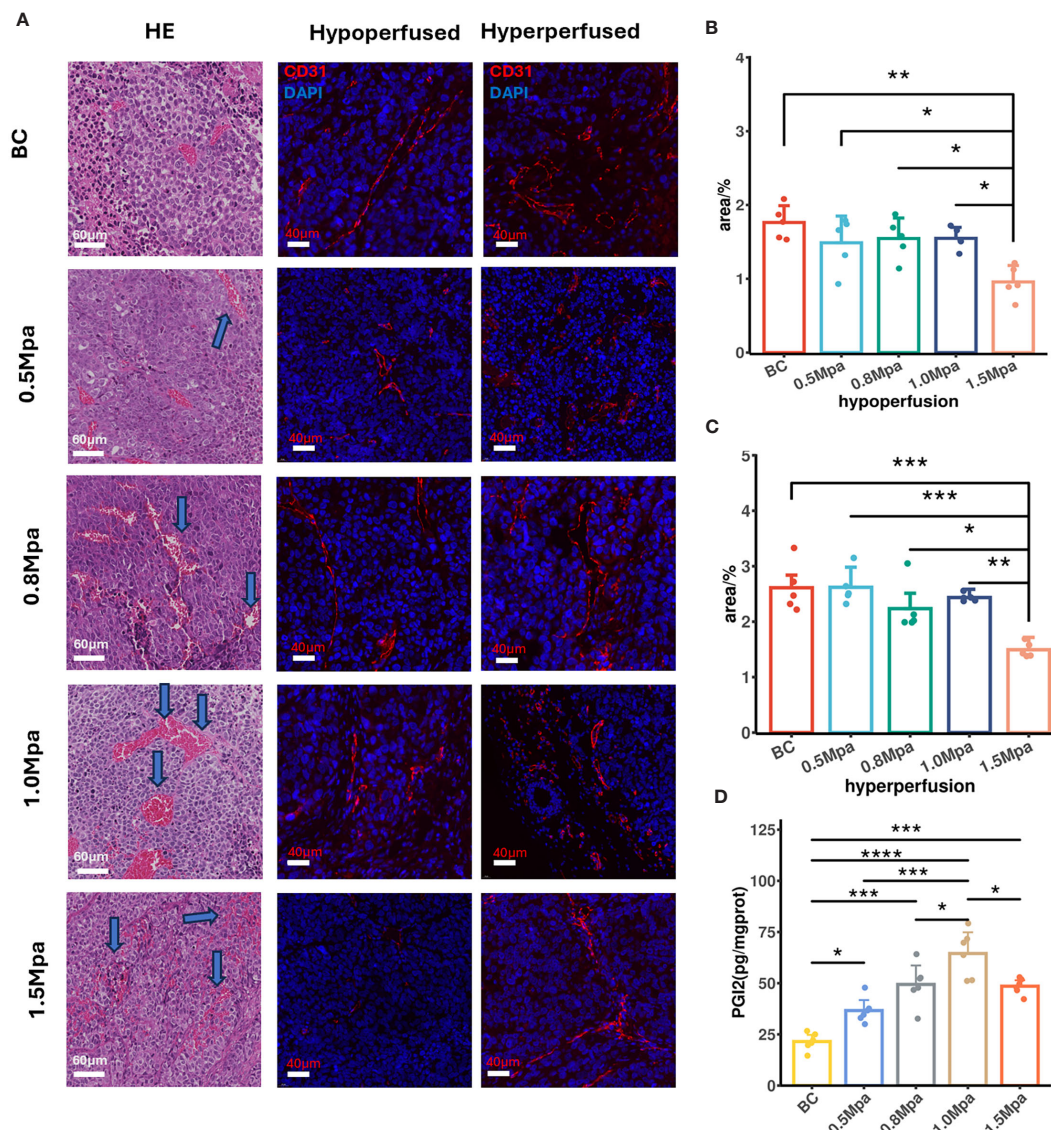 A
HE
Hypoperfused
Hyperperfused
BC
60µm
CD31
DAPI
40µm
CD31
DAPI
40µm
0.5Mpa
60µm
40µm
40µm
0.8Mpa
60µm
40µm
40µm
1.0Mpa
60µm
40µm
40µm
1.5Mpa
60µm
40µm
40µm
B
4
3
2
1
0
area/%
**
*
*
*
BC
0.5Mpa
0.8Mpa
1.0Mpa
1.5Mpa
hypoperfusion
C
5
4
3
2
1
0
area/%
***
***
*
**
BC
0.5Mpa
0.8Mpa
1.0Mpa
1.5Mpa
hyperperfusion
D
125
100
75
50
25
0
PGI2(pg/mgprot)
***
****
***
***
*
*
*
BC
0.5Mpa
0.8Mpa
1.0Mpa
1.5Mpa